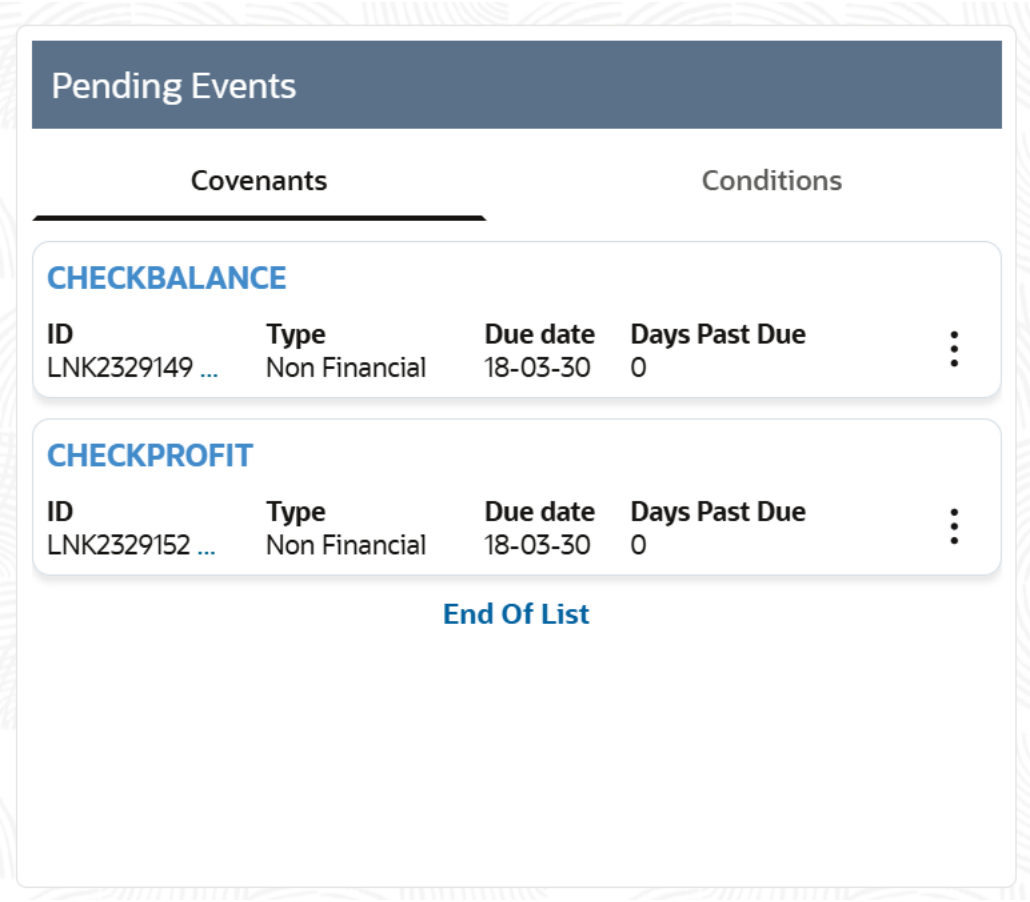 Pending Events
Covenants Conditions
CHECKBALANCE
ID Type Due date Days Past Due
LNK2329149 ... Non Financial 18-03-30 0
CHECKPROFIT
ID Type Due date Days Past Due
LNK2329152 ... Non Financial 18-03-30 0
End Of List